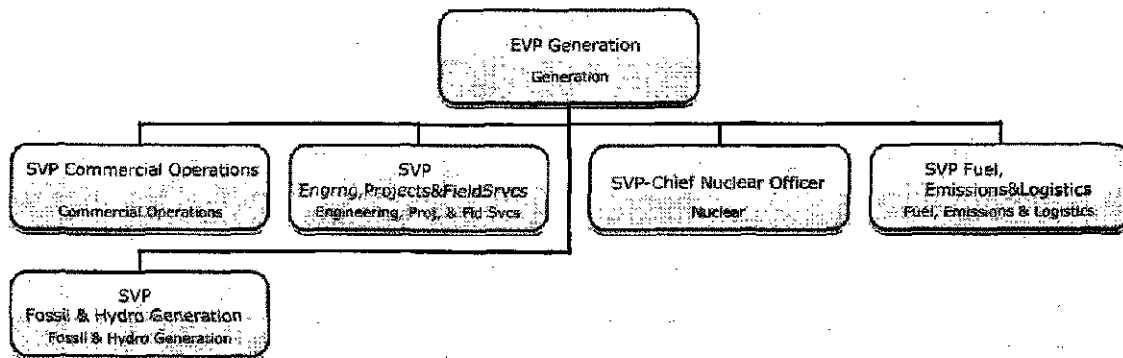 EVP Generation
Generation
SVP Commercial Operations
Commercial Operations
SVP
Engrng,Projects&FieldSrvcs
Engineering, Proj, & Fld Svcs
SVP-Chief Nuclear Officer
Nuclear
SVP Fuel,
Emissions&Logistics
Fuel, Emissions & Logistics
SVP
Fossil & Hydro Generation
Fossil & Hydro Generation